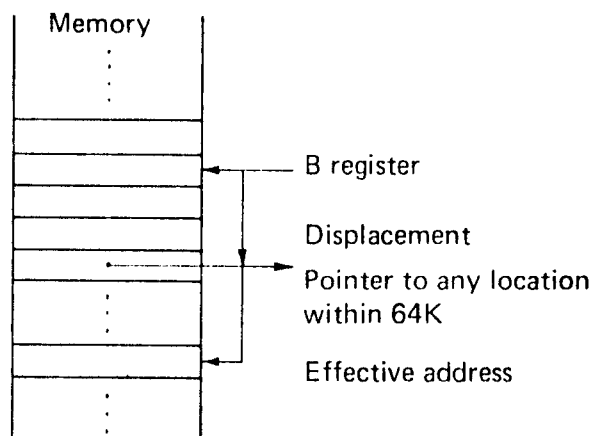 Memory
B register
Displacement
Pointer to any location
within 64K
Effective address